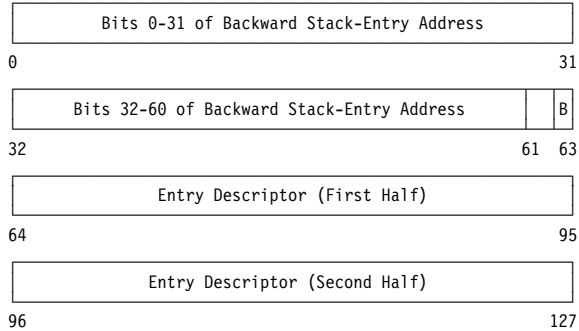 Bits 0-31 of Backward Stack-Entry Address
0 31
Bits 32-60 of Backward Stack-Entry Address B
32 61 63
Entry Descriptor (First Half)
64 95
Entry Descriptor (Second Half)
96 127